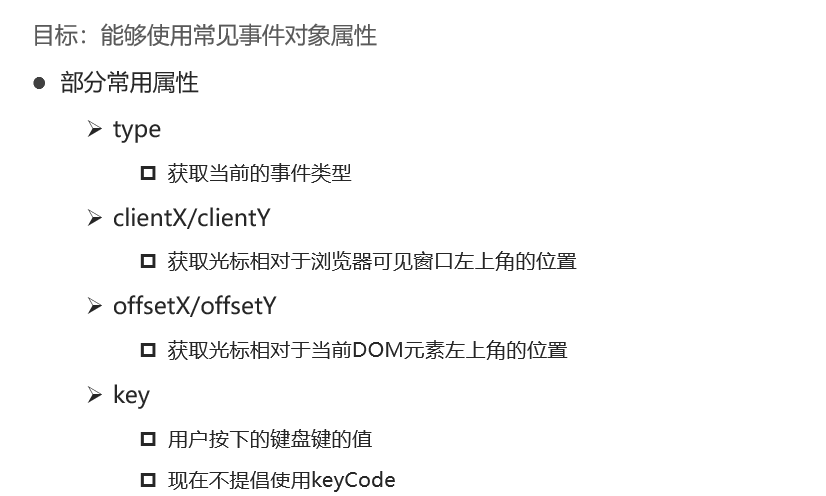 目标：能够使用常见事件对象属性
部分常用属性
type
获取当前的事件类型
clientX/clientY
获取光标相对于浏览器可见窗口左上角的位置
offsetX/offsetY
获取光标相对于当前DOM元素左上角的位置
key
用户按下的键盘键的值
现在不提倡使用keyCode